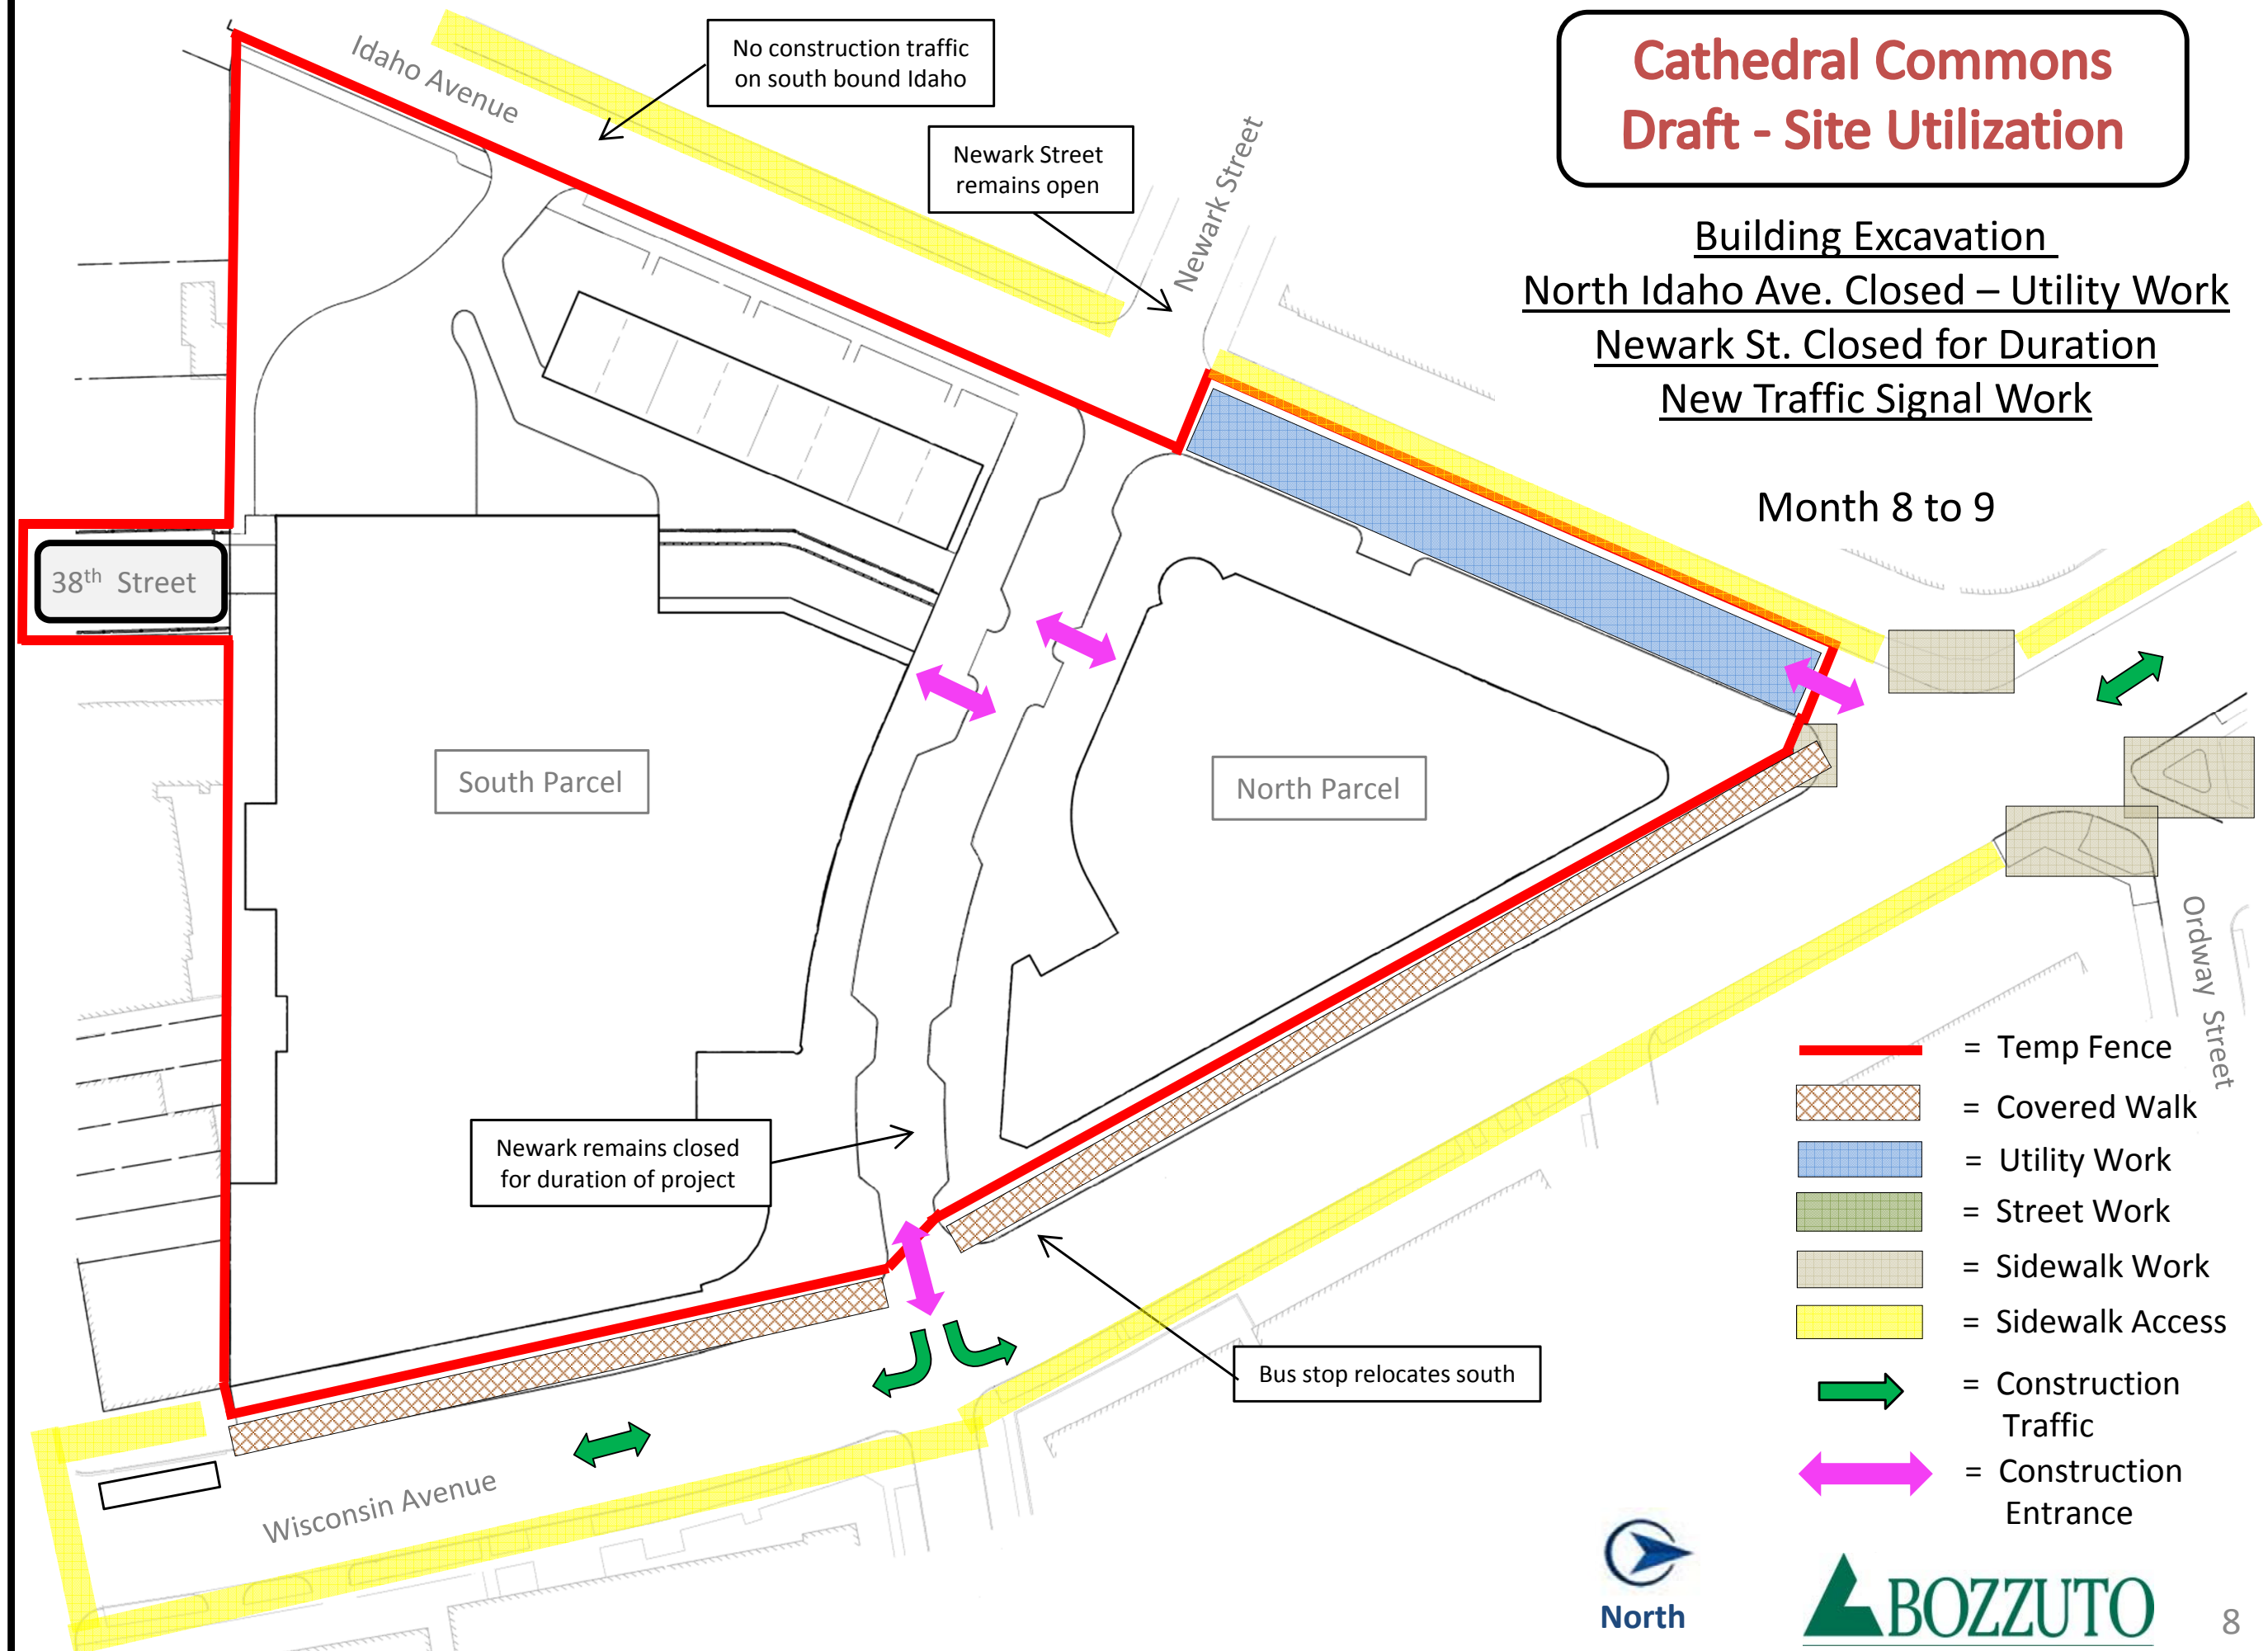 Cathedral Commons
Draft - Site Utilization
Building Excavation
North Idaho Ave. Closed – Utility Work
Newark St. Closed for Duration
New Traffic Signal Work
Month 8 to 9
Idaho Avenue
No construction traffic
on south bound Idaho
Newark Street
remains open
Newark Street
38th Street
South Parcel
North Parcel
Newark remains closed
for duration of project
Bus stop relocates south
Wisconsin Avenue
Ordway Street
= Temp Fence
= Covered Walk
= Utility Work
= Street Work
= Sidewalk Work
= Sidewalk Access
= Construction
Traffic
= Construction
Entrance
North
BOZZUTO
8